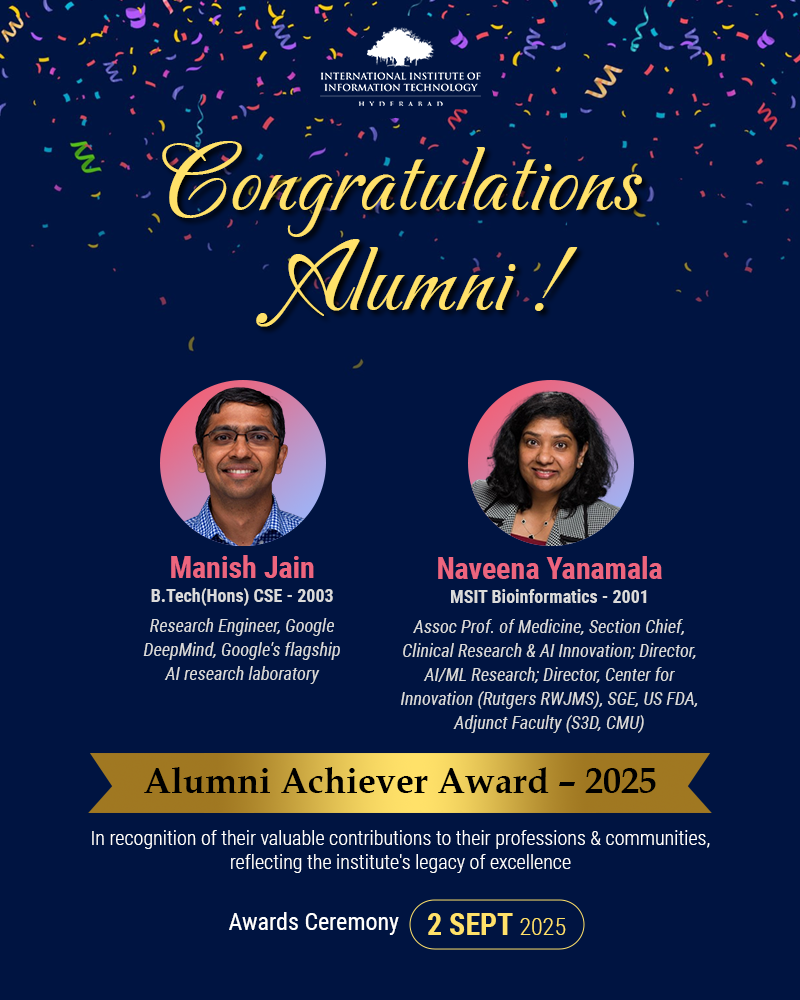 INTERNATIONAL INSTITUTE OF
INFORMATION TECHNOLOGY
HYDERABAD
Congratulations
Alumni !
Manish Jain
B.Tech(Hons) CSE - 2003
Research Engineer, Google
DeepMind, Google's flagship
AI research laboratory
Naveena Yanamala
MSIT Bioinformatics - 2001
Assoc Prof. of Medicine, Section Chief,
Clinical Research & AI Innovation; Director,
AI/ML Research; Director, Center for
Innovation (Rutgers RWJMS), SGE, US FDA,
Adjunct Faculty (S3D, CMU)
Alumni Achiever Award – 2025
In recognition of their valuable contributions to their professions & communities,
reflecting the institute's legacy of excellence
Awards Ceremony 2 SEPT 2025